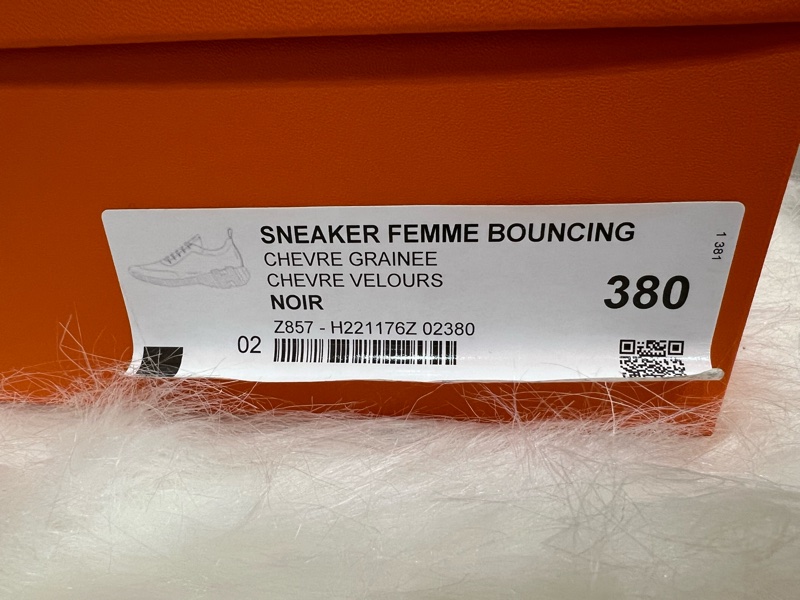 SNEAKER FEMME BOUNCING
CHEVRE GRAINEE
CHEVRE VELOURS
NOIR
380
Z857 - H221176Z 02380
02
1 381